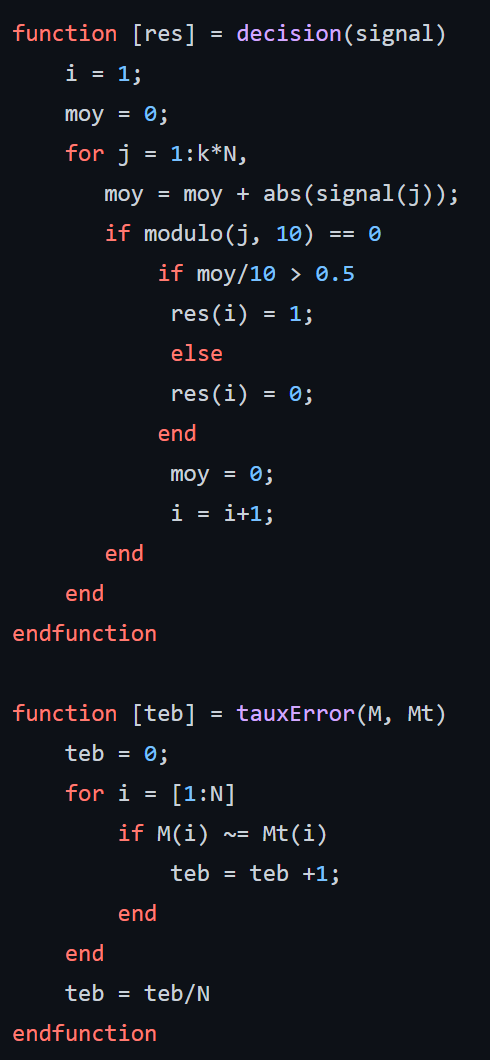 function [res] = decision(signal)
    i = 1;
    moy = 0;
    for j = 1:k*N,
       moy = moy + abs(signal(j));
       if modulo(j, 10) == 0
           if moy/10 > 0.5
            res(i) = 1;
            else
            res(i) = 0;
           end
            moy = 0;
            i = i+1;
       end
    end
endfunction

function [teb] = tauxError(M, Mt)
    teb = 0;
    for i = [1:N]
        if M(i) ~= Mt(i)
            teb = teb +1;
        end
    end
    teb = teb/N
endfunction